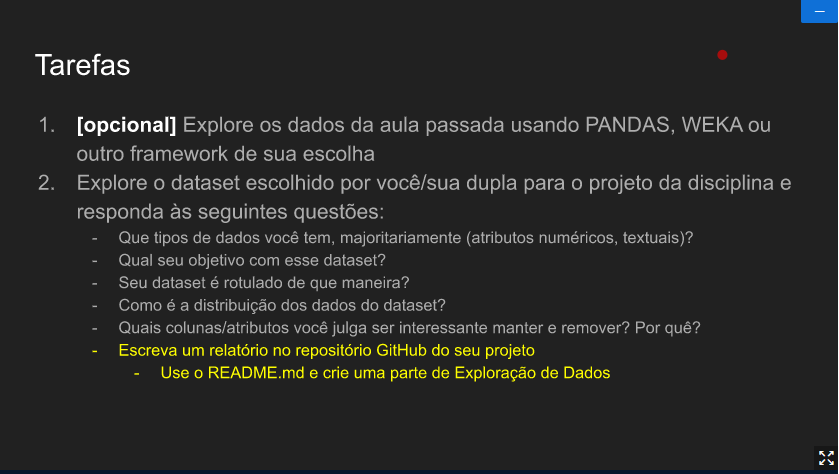 Tarefas
1. [opcional] Explore os dados da aula passada usando PANDAS, WEKA ou
outro framework de sua escolha
2. Explore o dataset escolhido por você/sua dupla para o projeto da disciplina e
responda às seguintes questões:
- Que tipos de dados você tem, majoritariamente (atributos numéricos, textuais)?
- Qual seu objetivo com esse dataset?
- Seu dataset é rotulado de que maneira?
- Como é a distribuição dos dados do dataset?
- Quais colunas/atributos você julga ser interessante manter e remover? Por quê?
- Escreva um relatório no repositório GitHub do seu projeto
- Use o README.md e crie uma parte de Exploração de Dados